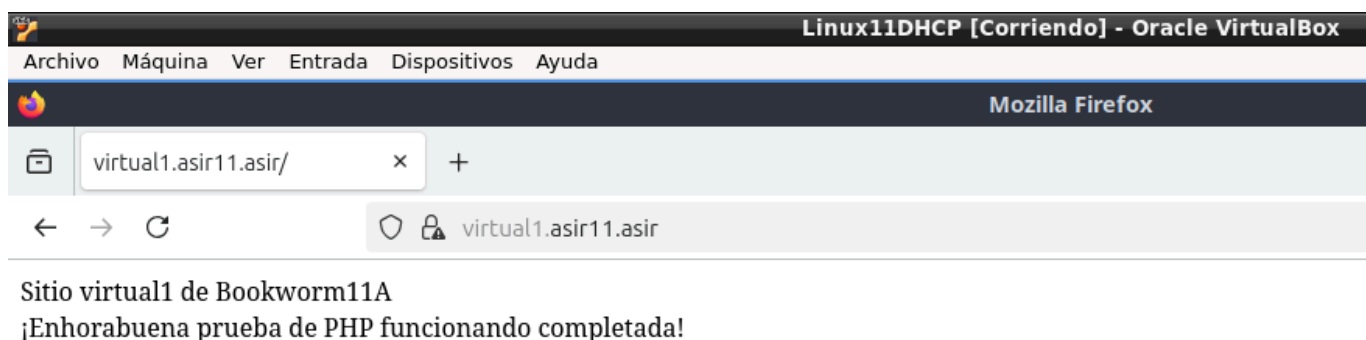 Linux11DHCP [Corriendo] - Oracle VirtualBox
Archivo Máquina Ver Entrada Dispositivos Ayuda
Mozilla Firefox
virtual1.asir11.asir/
virtual1.asir11.asir
Sitio virtual1 de Bookworm11A
¡Enhorabuena prueba de PHP funcionando completada!